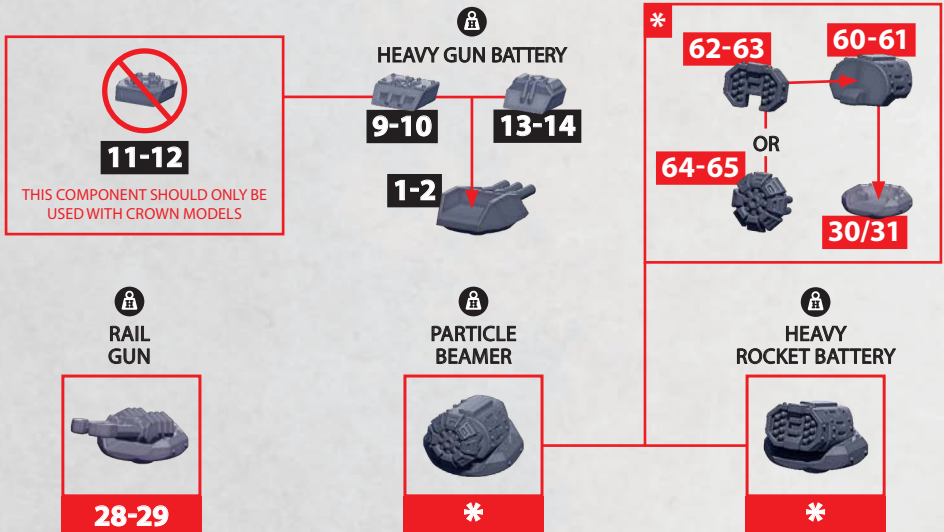 H
HEAVY GUN BATTERY
*
62-63
60-61
9-10
13-14
11-12
OR
THIS COMPONENT SHOULD ONLY BE
USED WITH CROWN MODELS
1-2
64-65
30/31
H
RAIL
GUN
H
PARTICLE
BEAMER
H
HEAVY
ROCKET BATTERY
28-29
*
*